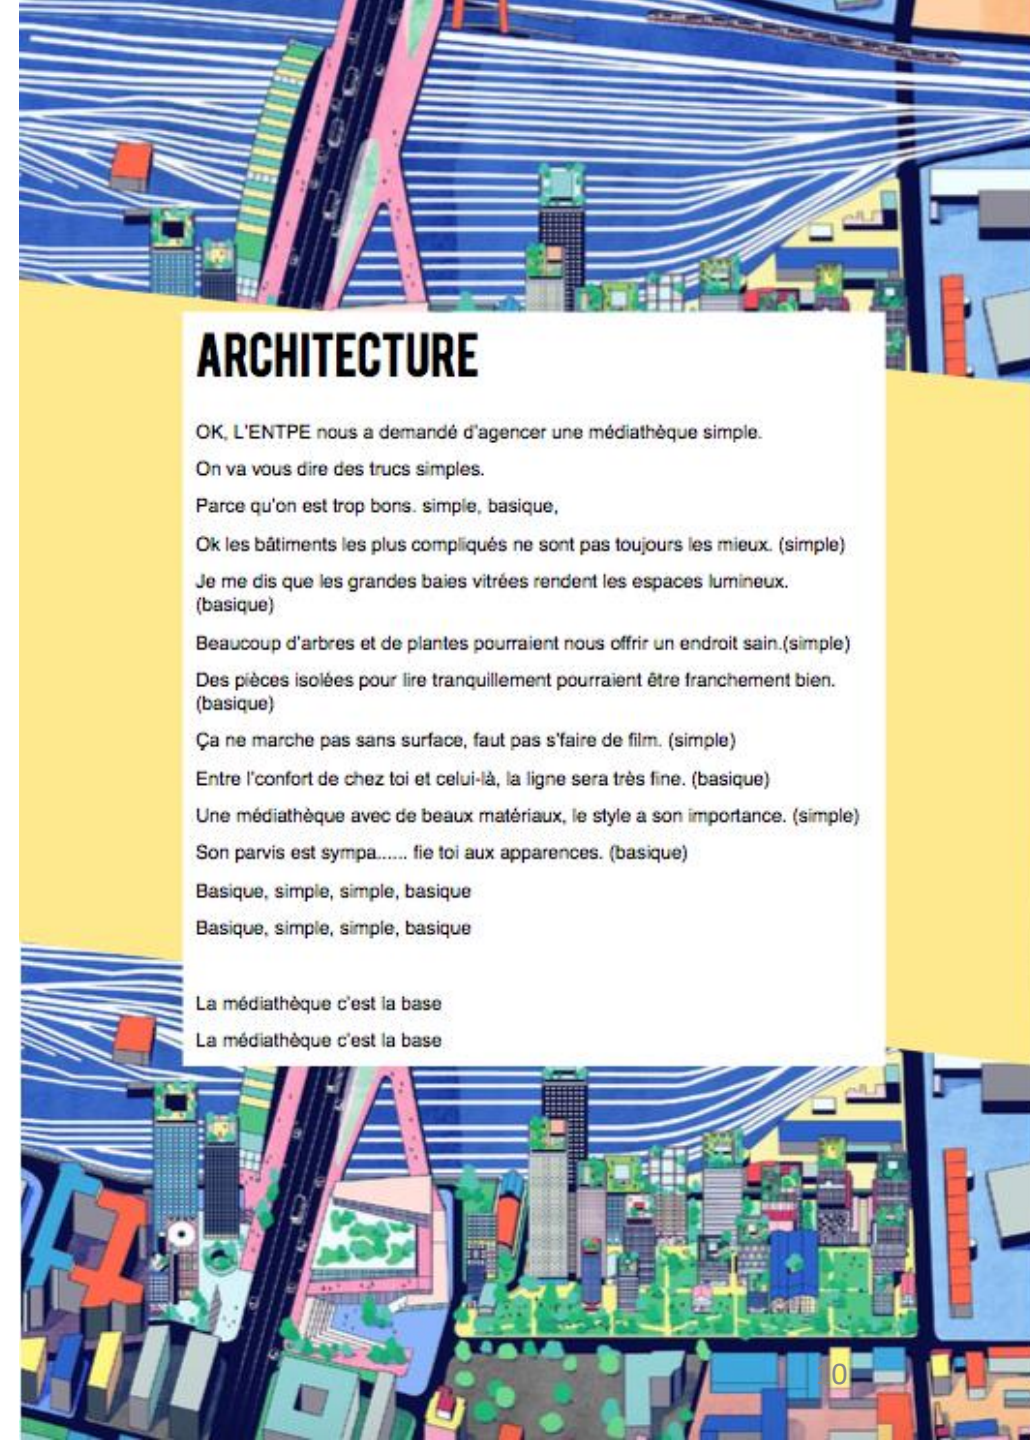 ARCHITECTURE
OK, L'ENTPE nous a demandé d'agencer une médiathèque simple.
On va vous dire des trucs simples.
Parce qu'on est trop bons. simple, basique,
Ok les bâtiments les plus compliqués ne sont pas toujours les mieux. (simple)
Je me dis que les grandes baies vitrées rendent les espaces lumineux.
(basique)
Beaucoup d'arbres et de plantes pourraient nous offrir un endroit sain.(simple)
Des pièces isolées pour lire tranquillement pourraient être franchement bien.
(basique)
Ça ne marche pas sans surface, faut pas s'faire de film. (simple)
Entre l'confort de chez toi et celui-là, la ligne sera très fine. (basique)
Une médiathèque avec de beaux matériaux, le style a son importance. (simple)
Son parvis est sympa...... fie toi aux apparences. (basique)
Basique, simple, simple, basique
Basique, simple, simple, basique
La médiathèque c'est la base
La médiathèque c'est la base
0